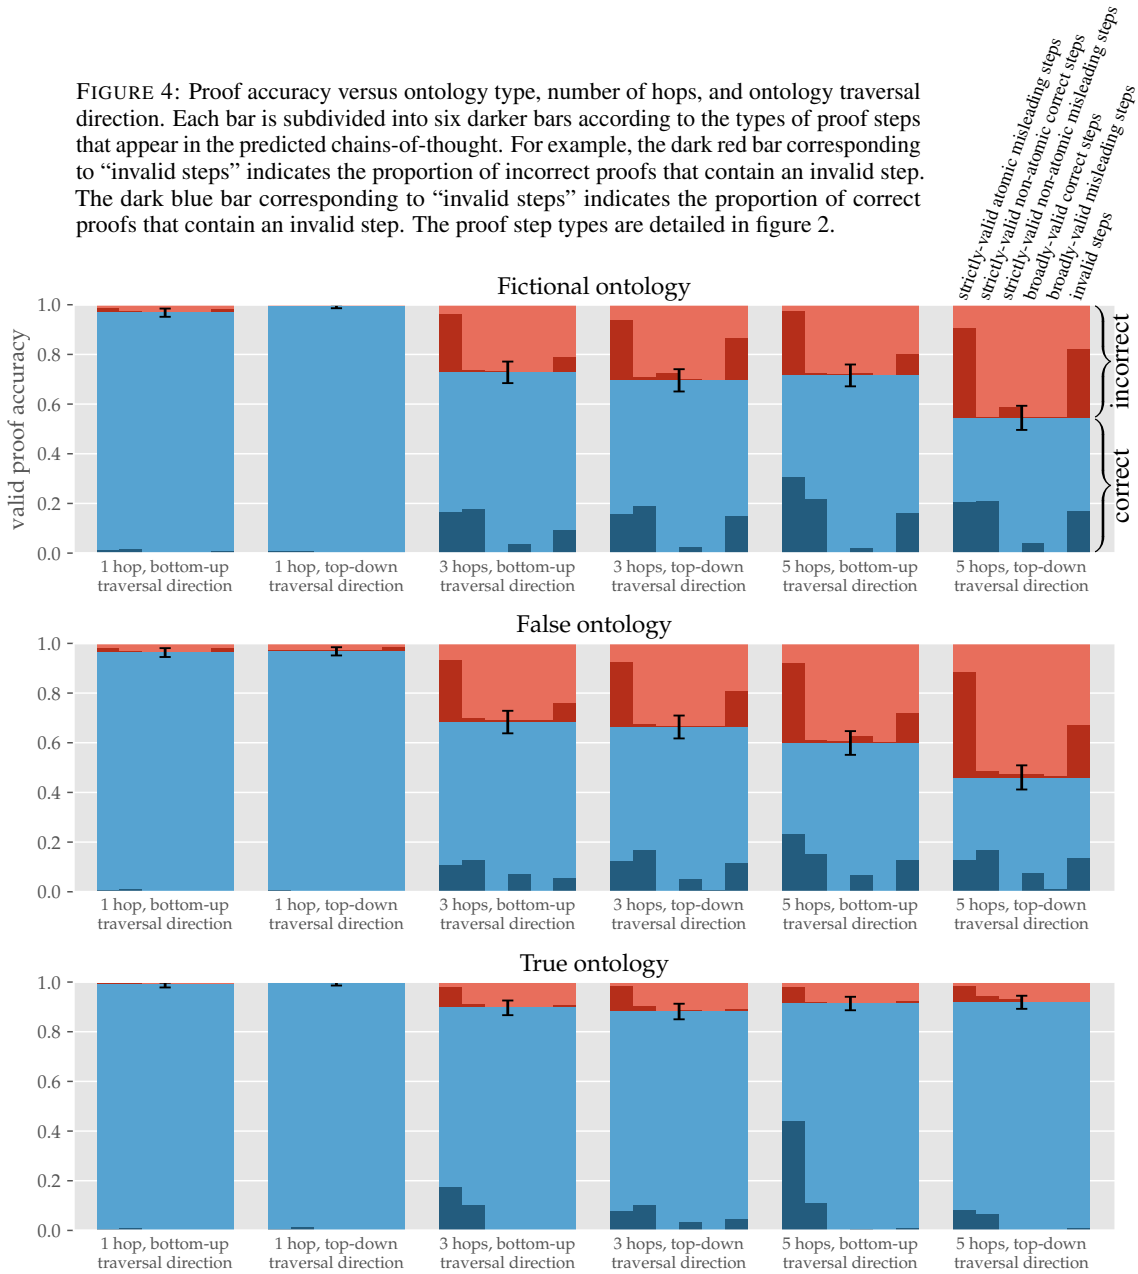 strictly-valid atomic misleading steps
strictly-valid non-atomic correct steps
strictly-valid non-atomic misleading steps
broadly-valid correct steps
broadly-valid misleading steps
invalid steps
FIGURE 4: Proof accuracy versus ontology type, number of hops, and ontology traversal
direction. Each bar is subdivided into six darker bars according to the types of proof steps
that appear in the predicted chains-of-thought. For example, the dark red bar corresponding
to “invalid steps” indicates the proportion of incorrect proofs that contain an invalid step.
The dark blue bar corresponding to “invalid steps” indicates the proportion of correct
proofs that contain an invalid step. The proof step types are detailed in figure 2.
Fictional ontology
valid proof accuracy
1.0
0.8
0.6
0.4
0.2
0.0
incorrect
correct
1 hop, bottom-up
traversal direction
1 hop, top-down
traversal direction
3 hops, bottom-up
traversal direction
3 hops, top-down
traversal direction
5 hops, bottom-up
traversal direction
5 hops, top-down
traversal direction
False ontology
1.0
0.8
0.6
0.4
0.2
0.0
1 hop, bottom-up
traversal direction
1 hop, top-down
traversal direction
3 hops, bottom-up
traversal direction
3 hops, top-down
traversal direction
5 hops, bottom-up
traversal direction
5 hops, top-down
traversal direction
True ontology
1.0
0.8
0.6
0.4
0.2
0.0
1 hop, bottom-up
traversal direction
1 hop, top-down
traversal direction
3 hops, bottom-up
traversal direction
3 hops, top-down
traversal direction
5 hops, bottom-up
traversal direction
5 hops, top-down
traversal direction